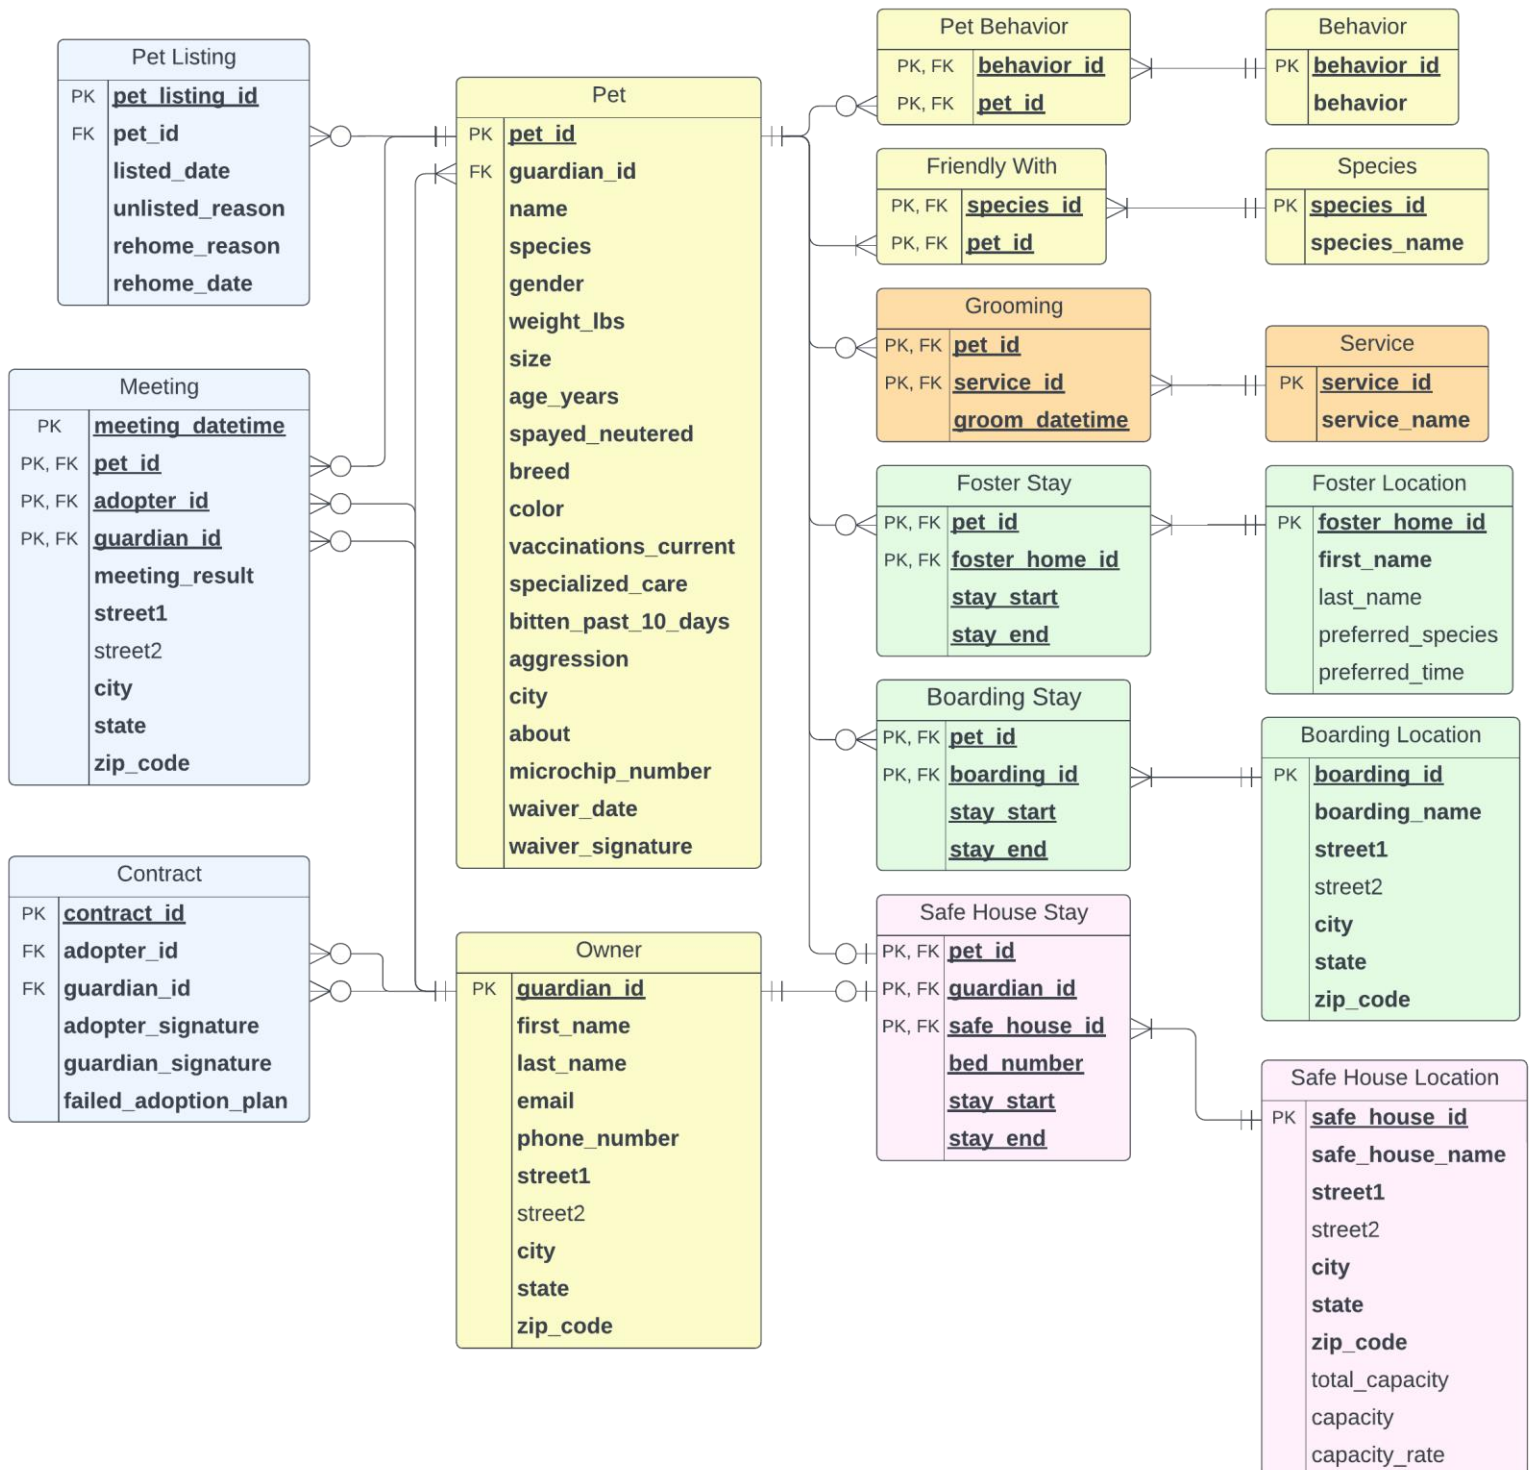 Pet Listing
PK pet_listing_id
FK pet_id
listed_date
unlisted_reason
rehome_reason
rehome_date
Meeting
PK meeting_datetime
PK, FK pet_id
PK, FK adopter_id
PK, FK guardian_id
meeting_result
street1
street2
city
state
zip_code
Contract
PK contract_id
FK adopter_id
FK guardian_id
adopter_signature
guardian_signature
failed_adoption_plan
Pet
PK pet_id
FK guardian_id
name
species
gender
weight_lbs
size
age_years
spayed_neutered
breed
color
vaccinations_current
specialized_care
bitten_past_10_days
aggression
city
about
microchip_number
waiver_date
waiver_signature
Owner
PK guardian_id
first_name
last_name
email
phone_number
street1
street2
city
state
zip_code
Pet Behavior
PK, FK behavior_id
PK, FK pet_id
Behavior
PK behavior_id
behavior
Friendly With
PK, FK species_id
PK, FK pet_id
Species
PK species_id
species_name
Grooming
PK, FK pet_id
PK, FK service_id
groom_datetime
Service
PK service_id
service_name
Foster Stay
PK, FK pet_id
PK, FK foster_home_id
stay_start
stay_end
Foster Location
PK foster_home_id
first_name
last_name
preferred_species
preferred_time
Boarding Stay
PK, FK pet_id
PK, FK boarding_id
stay_start
stay_end
Boarding Location
PK boarding_id
boarding_name
street1
street2
city
state
zip_code
Safe House Stay
PK, FK pet_id
PK, FK guardian_id
PK, FK safe_house_id
bed_number
stay_start
stay_end
Safe House Location
PK safe_house_id
safe_house_name
street1
street2
city
state
zip_code
total_capacity
capacity
capacity_rate